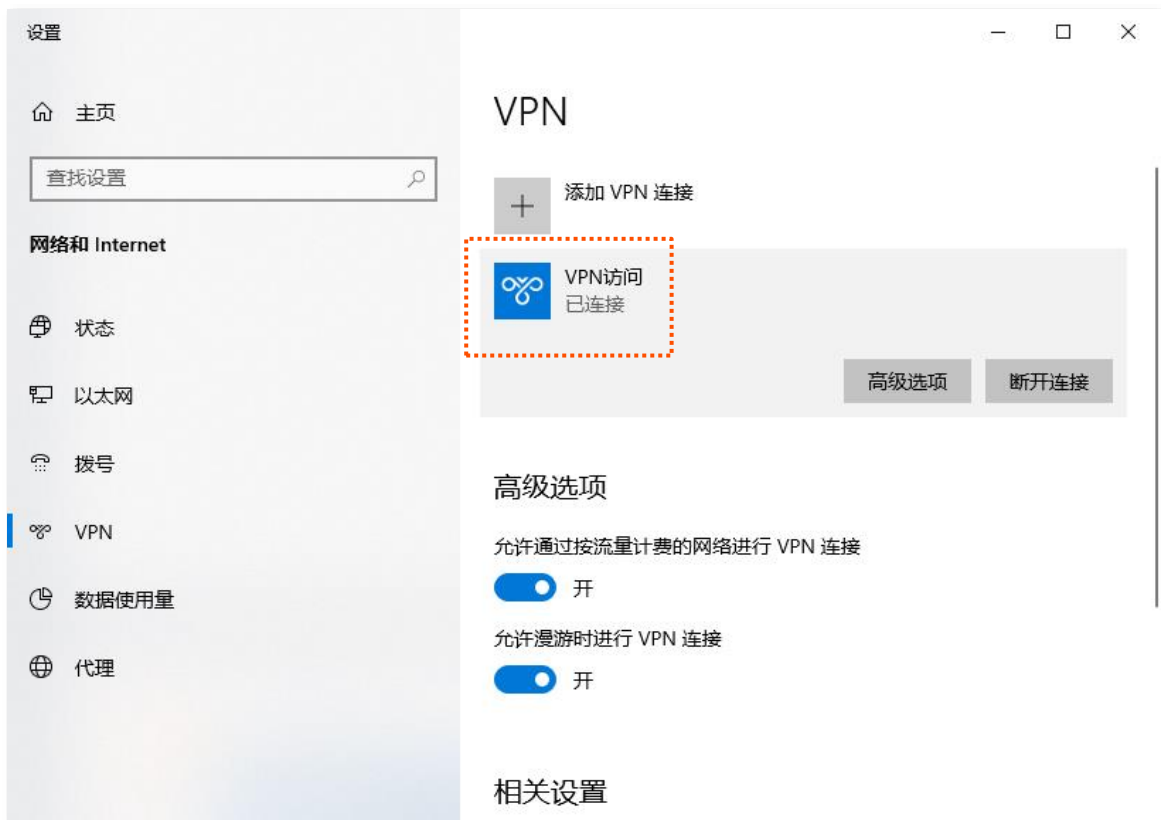 设置
主页
查找设置
网络和 Internet
状态
以太网
拨号
VPN
数据使用量
代理
VPN
添加 VPN 连接
VPN访问
已连接
高级选项
断开连接
高级选项
允许通过按流量计费的网络进行 VPN 连接
开
允许漫游时进行 VPN 连接
开
相关设置